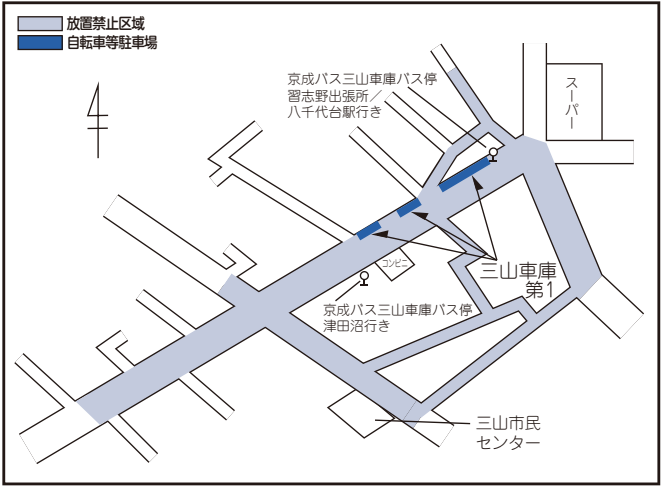 放置禁止区域
自転車等駐車場
京成バス三山車庫バス停
習志野出張所／
八千代台駅行き
スーパー
コンビニ
三山車庫
第1
京成バス三山車庫バス停
津田沼行き
三山市民
センター